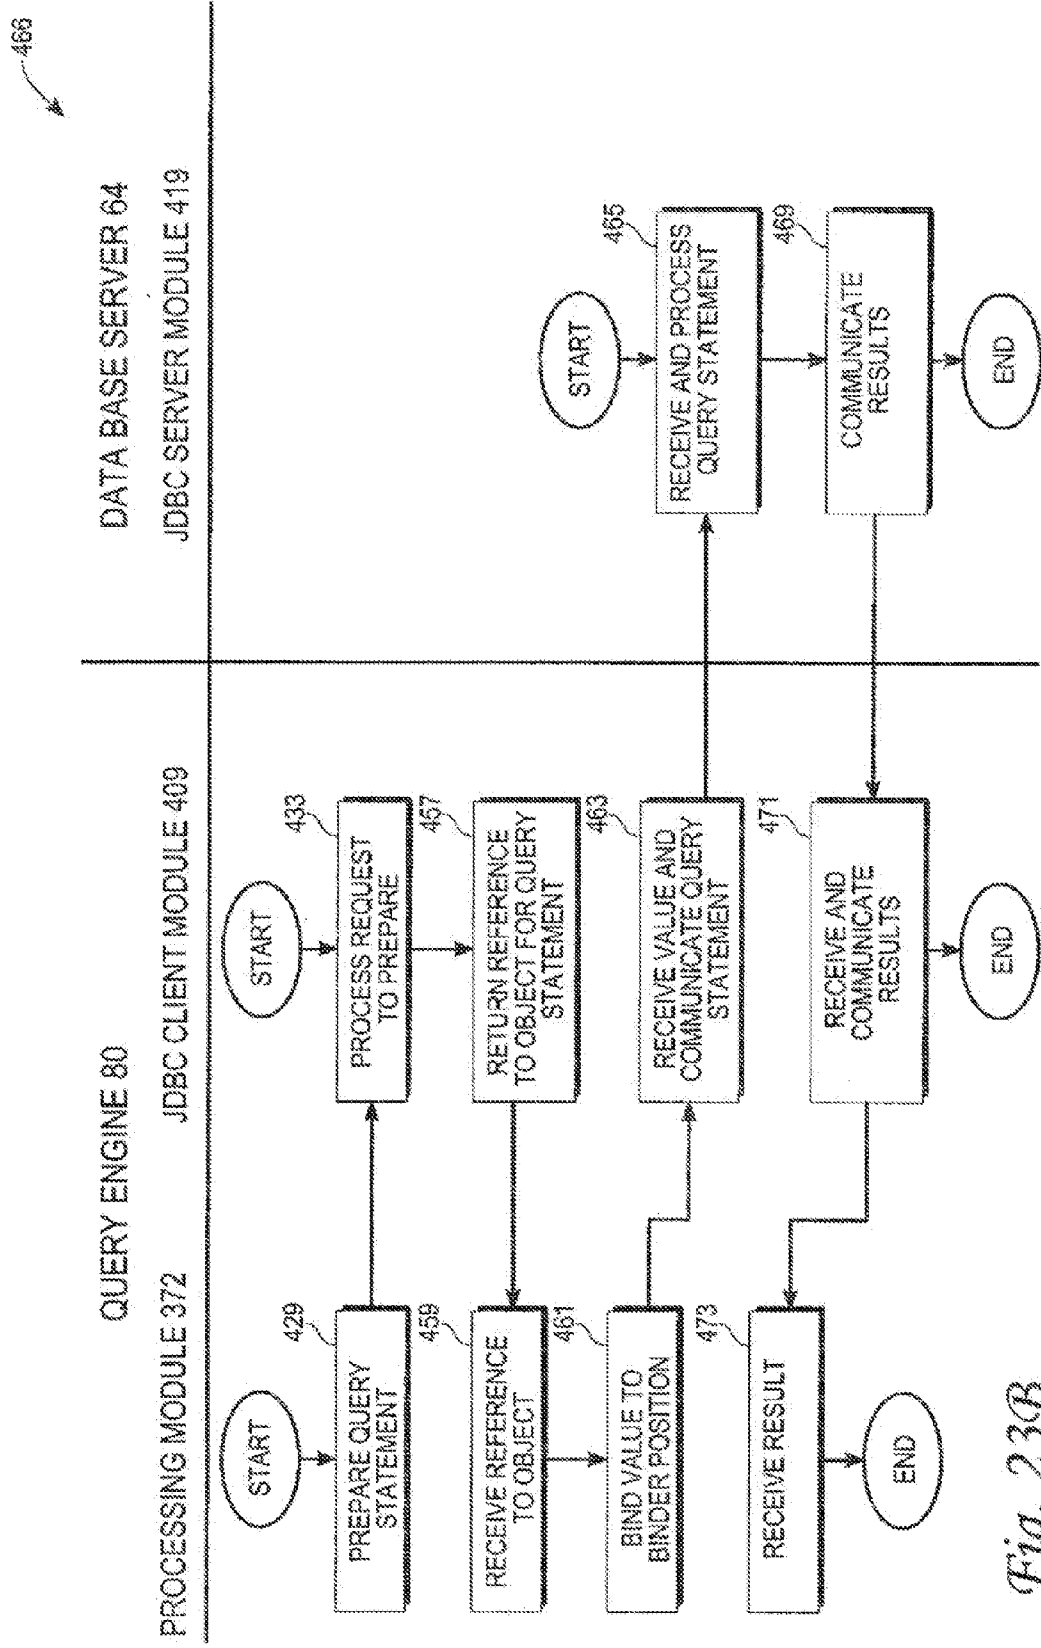 466
QUERY ENGINE 80
DATA BASE SERVER 64
PROCESSING MODULE 372
JDBC CLIENT MODULE 409
JDBC SERVER MODULE 419
START
START
429
PREPARE QUERY
STATEMENT
433
PROCESS REQUEST
TO PREPARE
457
RETURN REFERENCE
TO OBJECT FOR QUERY
STATEMENT
459
RECEIVE REFERENCE
TO OBJECT
START
461
BIND VALUE TO
BINDER POSITION
463
RECEIVE VALUE AND
COMMUNICATE QUERY
STATEMENT
465
RECEIVE AND PROCESS
QUERY STATEMENT
469
COMMUNICATE
RESULTS
471
RECEIVE AND
COMMUNICATE
RESULTS
473
RECEIVE RESULT
END
END
END
Fig. 23B